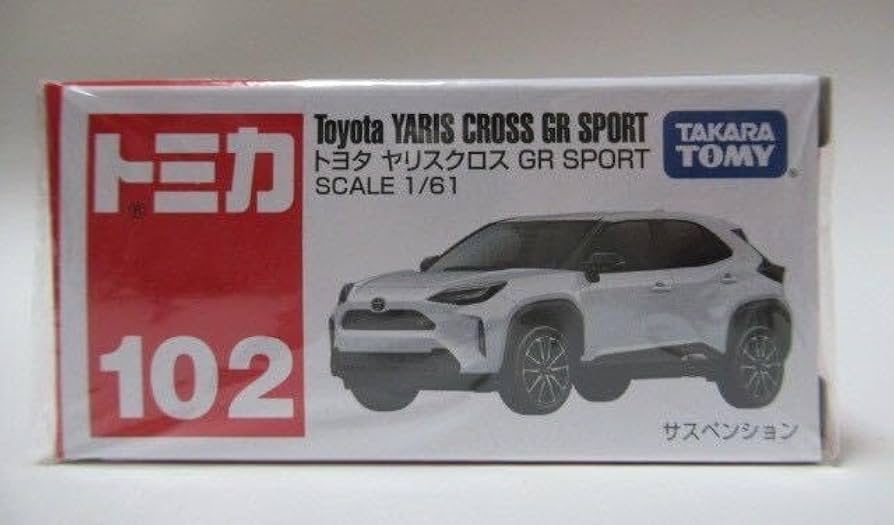 トミカ
®
102
Toyota YARIS CROSS GR SPORT
トヨタ ヤリスクロス GR SPORT
SCALE 1/61
TAKARA
TOMY
®
サスペンション